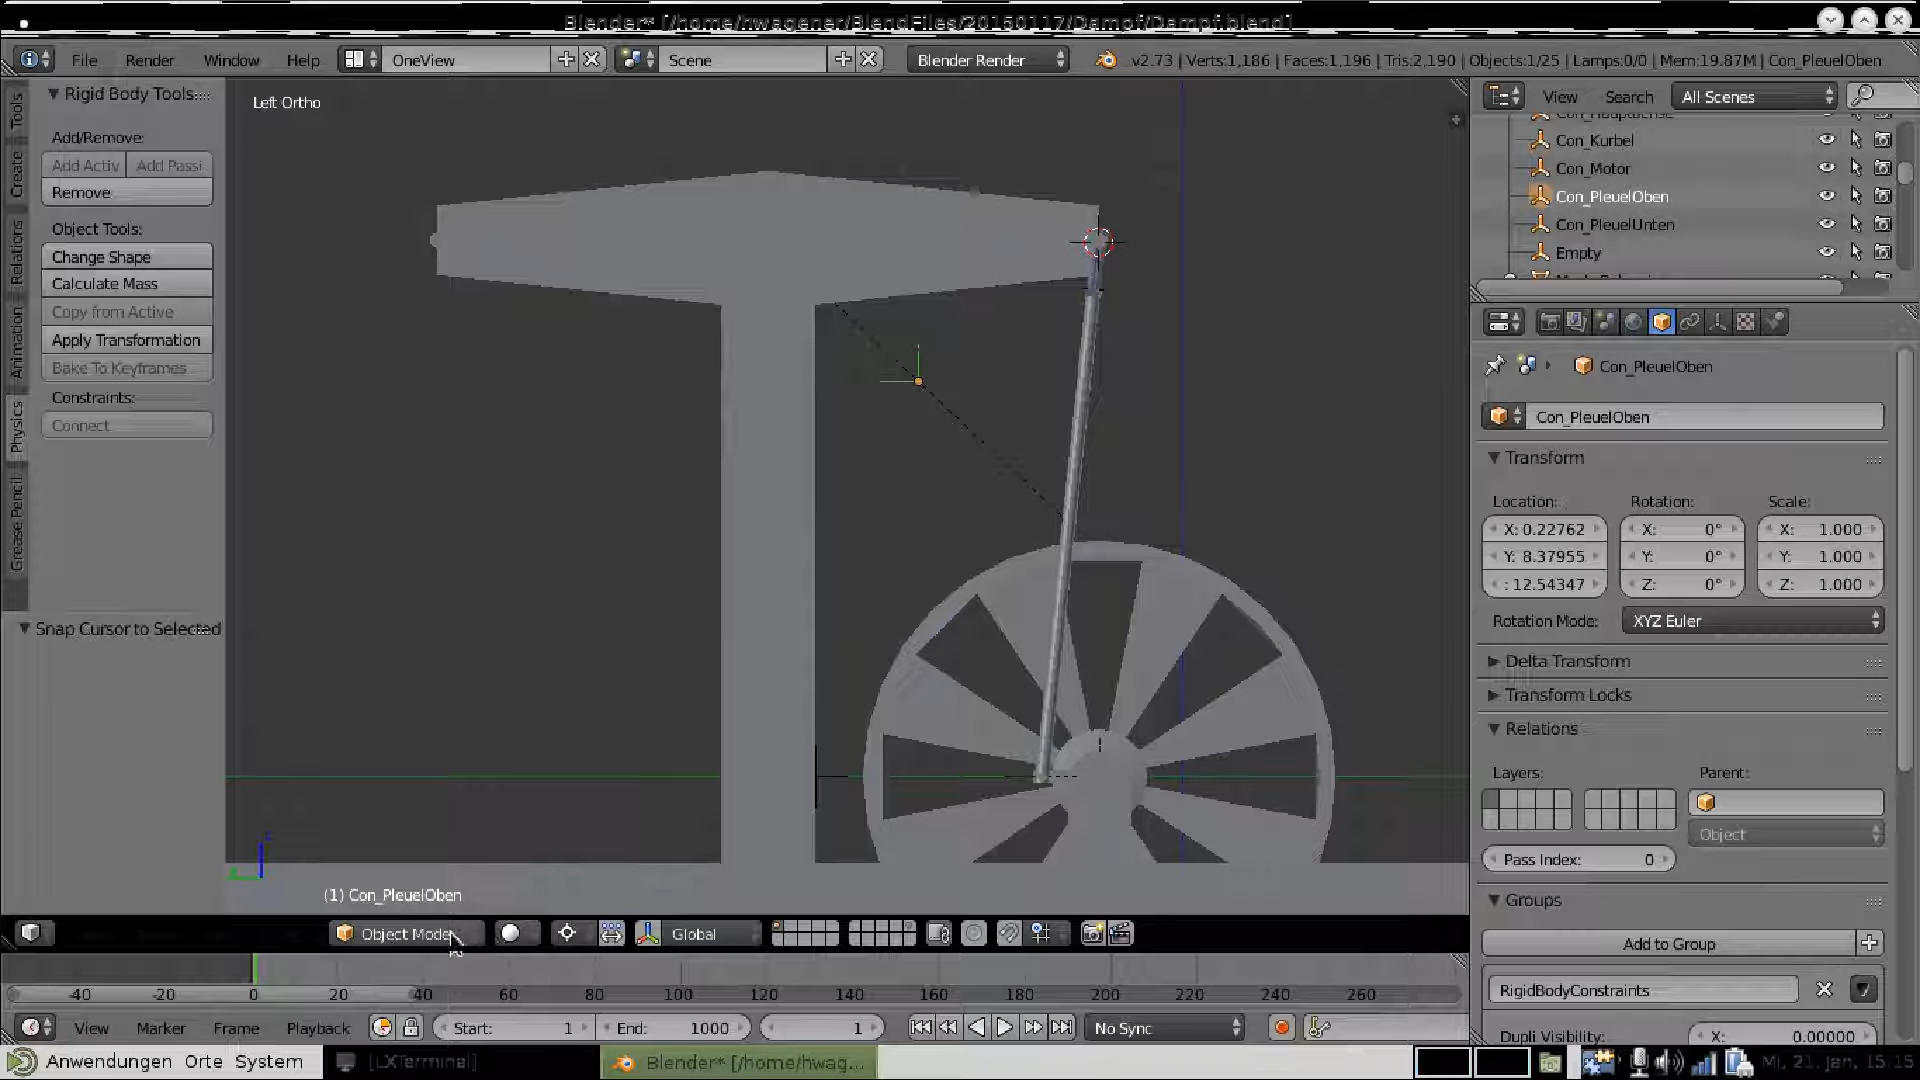 Blender* [/home/hwagener/BlendFiles/20150117/Dampf/Dampf.blend]
File Render Window Help OneView Scene Blender Render v2.73 | Verts:1,186 | Faces:1,196 | Tris:2,190 | Objects:1/25 | Lamps:0/0 | Mem:19.87M | Con_PleuelOben
Tools
Create
Relations
Animation
Physics
Grease Pencil
Rigid Body Tools
Add/Remove:
Add Activ Add Passi
Remove
Object Tools:
Change Shape
Calculate Mass
Copy from Active
Apply Transformation
Bake To Keyframes
Constraints:
Connect
Snap Cursor to Selected
Left Ortho
(1) Con_PleuelOben
Object Mode Global
View Search All Scenes
Con_Hauptachse
Con_Kurbel
Con_Motor
Con_PleuelOben
Con_PleuelUnten
Empty
Con_PleuelOben
Con_PleuelOben
Transform
Location: Rotation: Scale:
X: 0.22762 X: 0° X: 1.000
Y: 8.37955 Y: 0° Y: 1.000
: 12.54347 Z: 0° Z: 1.000
Rotation Mode: XYZ Euler
Delta Transform
Transform Locks
Relations
Layers: Parent:
Object
Pass Index: 0
Groups
Add to Group
RigidBodyConstraints
Dupli Visibility: X: 0.00000
-40 -20 0 20 40 60 80 100 120 140 160 180 200 220 240 260
View Marker Frame Playback Start: 1 End: 1000 1 No Sync
Anwendungen Orte System [LXTerminal] Blender* [/home/hwag... Mi, 21. Jan, 15:15